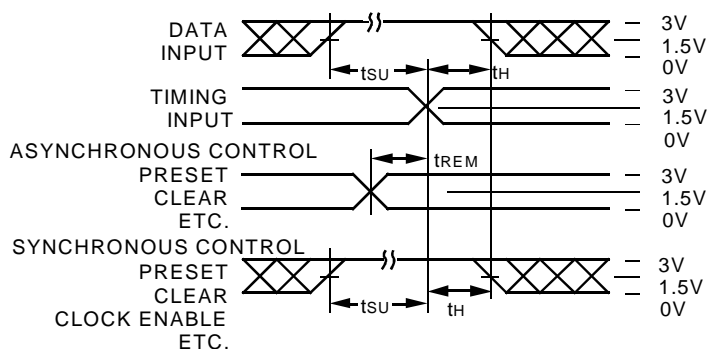 DATA INPUT
3V
1.5V
0V
tSU
tH
TIMING INPUT
3V
1.5V
0V
ASYNCHRONOUS CONTROL
PRESET
CLEAR
ETC.
tREM
3V
1.5V
0V
SYNCHRONOUS CONTROL
PRESET
CLEAR
CLOCK ENABLE
ETC.
3V
1.5V
0V
tSU
tH